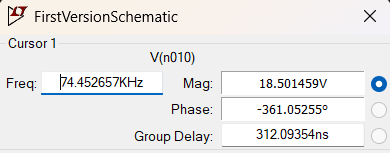 FirstVersionSchematic
Cursor 1
V(n010)
Freq: 74.452657KHz Mag: 18.501459V
Phase: -361.05255°
Group Delay: 312.09354ns